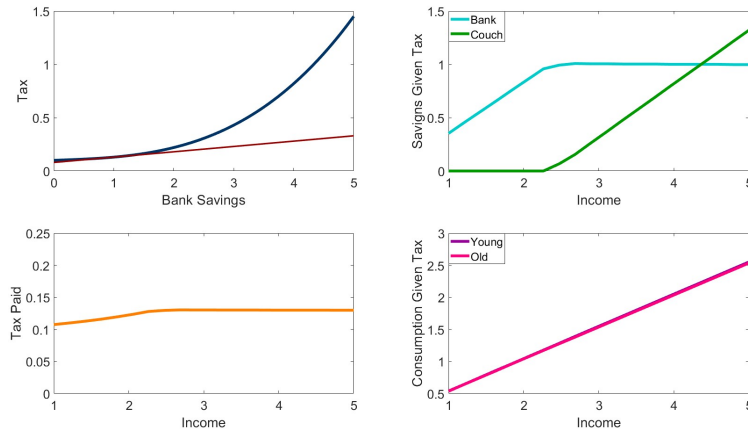 1.5
1
0.5
0
Tax
0 1 2 3 4 5
Bank Savings
1.5
1
0.5
0
Savigns Given Tax
Bank
Couch
1 2 3 4 5
Income
0.25
0.2
0.15
0.1
0.05
0
Tax Paid
1 2 3 4 5
Income
3
2.5
2
1.5
1
0.5
Consumption Given Tax
Young
Old
1 2 3 4 5
Income